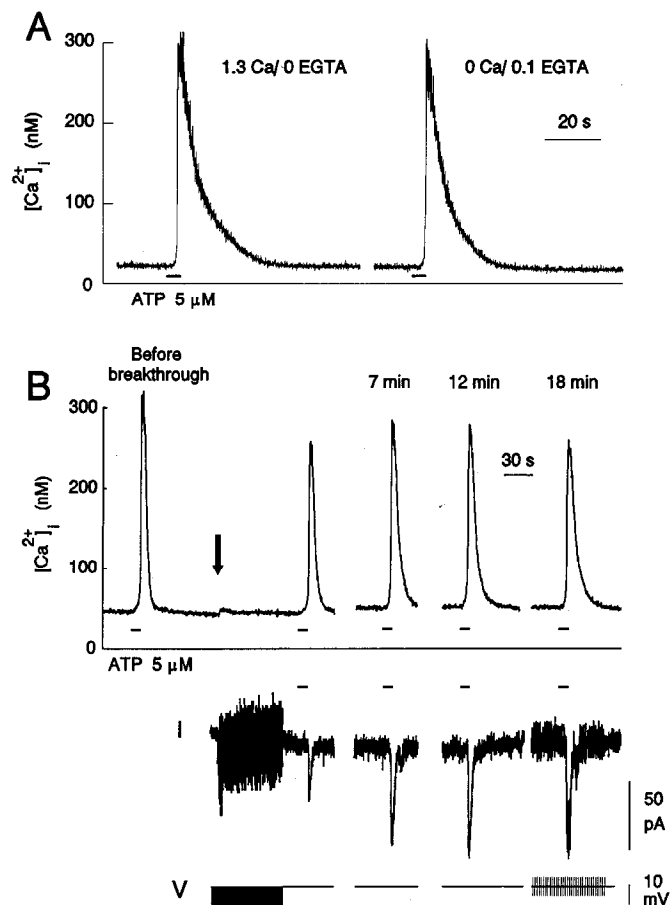 A
300
1.3 Ca/ 0 EGTA
0 Ca/ 0.1 EGTA
20 s
200
[Ca2+]i (nM)
100
0
ATP 5 µM
B
Before
breakthrough
7 min
12 min
18 min
300
30 s
200
[Ca2+]i (nM)
100
0
ATP 5 µM
I
50
pA
V
10
mV